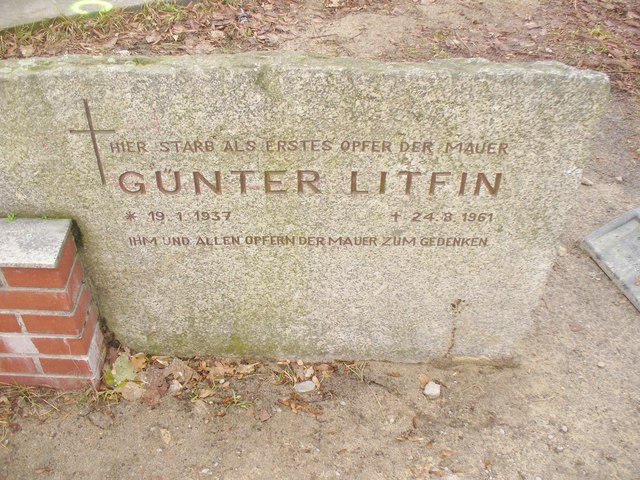 HIER STARB ALS ERSTES OPFER DER MAUER
GÜNTER LITFIN
* 19.1.1937 + 24.8.1961
IHM UND ALLEN OPFERN DER MAUER ZUM GEDENKEN